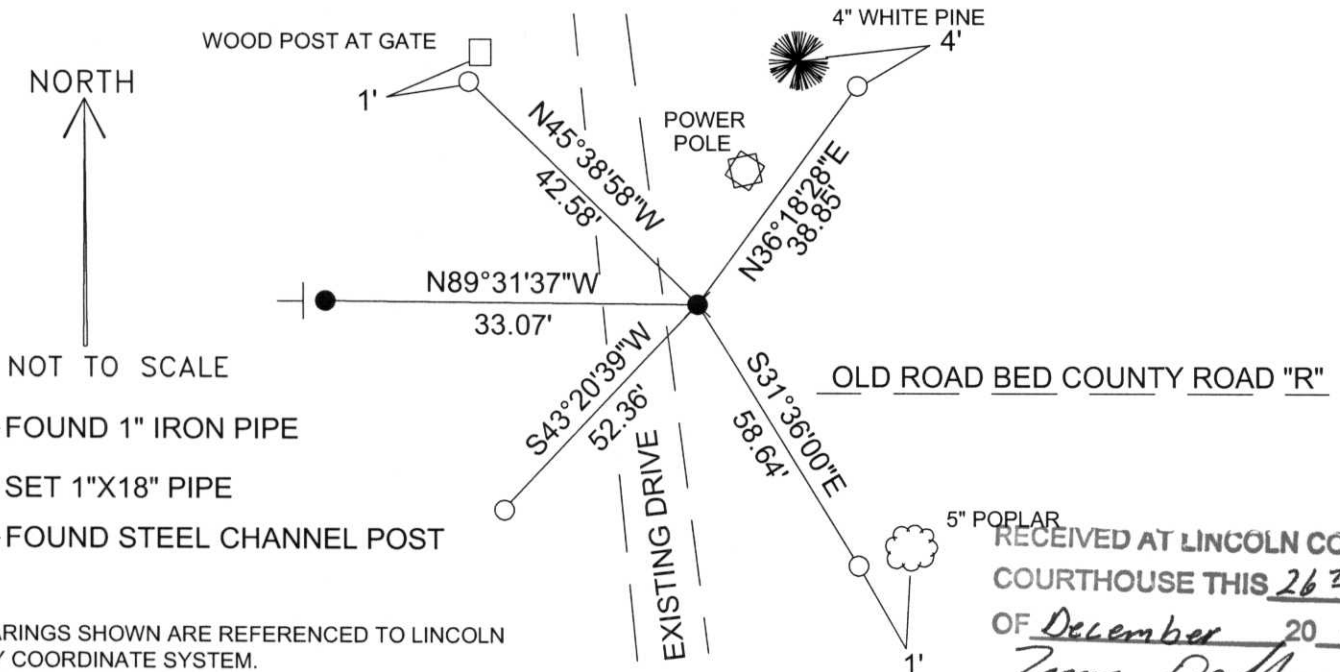 4" WHITE PINE
4'
WOOD POST AT GATE
1'
NORTH
POWER
POLE
N45°38'58"W
42.58'
N36°18'28"E
38.85'
N89°31'37"W
33.07'
NOT TO SCALE
S43°20'39"W
52.36'
S31°36'00"E
58.64'
OLD ROAD BED COUNTY ROAD "R"
FOUND 1" IRON PIPE
SET 1"X18" PIPE
FOUND STEEL CHANNEL POST
EXISTING DRIVE
5" POPLAR
1'
RECEIVED AT LINCOLN CO
COURTHOUSE THIS 26
OF December 20
ARINGS SHOWN ARE REFERENCED TO LINCOLN
Y COORDINATE SYSTEM.